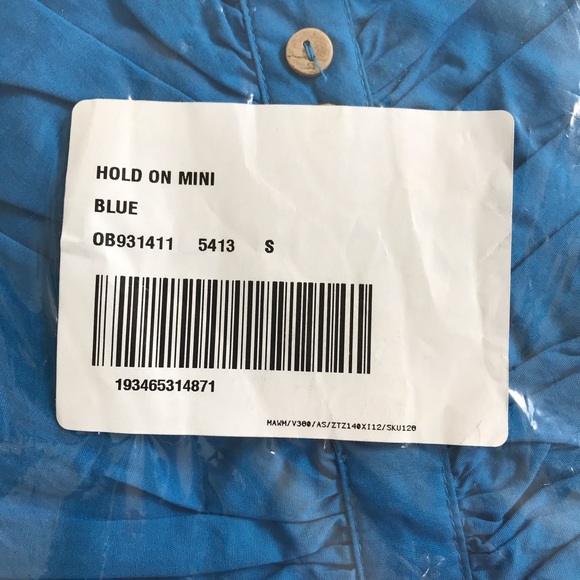 HOLD ON MINI
BLUE
OB931411 5413 S
193465314871
MAWM/V300/AS/ZTZ140XI12/SKU120